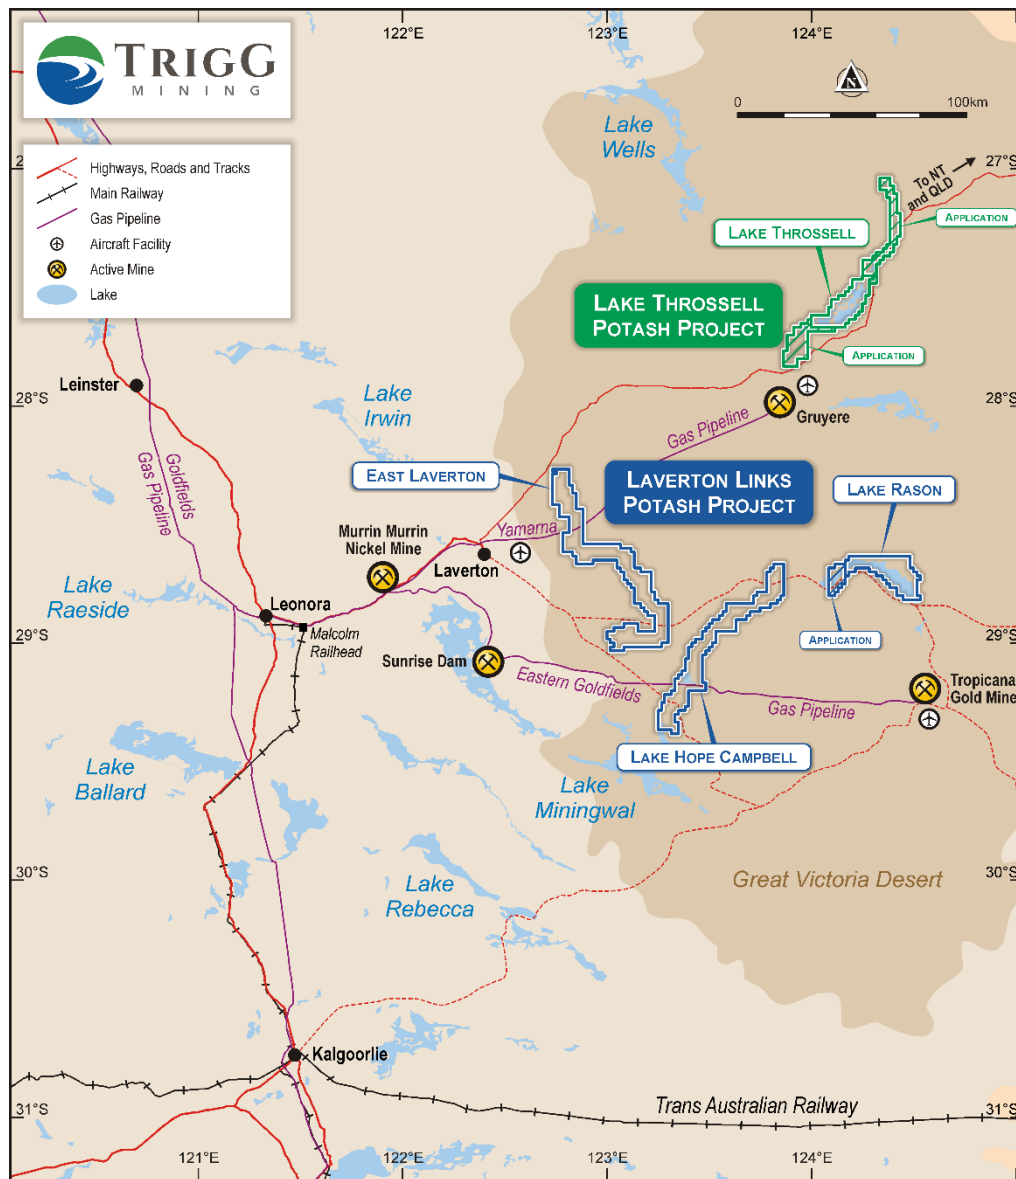 122°E
123°E
124°E
TRIGG
MINING
N
0
100km
Lake
Wells
Highways, Roads and Tracks
Main Railway
Gas Pipeline
Aircraft Facility
Active Mine
Lake
27°S
To NT
and QLD
APPLICATION
LAKE THROSSELL
LAKE THROSSELL
POTASH PROJECT
APPLICATION
Leinster
28°S
28°S
Lake
Irwin
Gas Pipeline
Gruyere
Goldfields
Gas Pipeline
EAST LAVERTON
LAVERTON LINKS
POTASH PROJECT
LAKE RASON
Murrin Murrin
Nickel Mine
Yamarna
Laverton
Lake
Raeside
Leonora
Malcolm
Railhead
29°S
29°S
APPLICATION
Sunrise Dam
Eastern Goldfields
Gas Pipeline
Tropicana
Gold Mine
LAKE HOPE CAMPBELL
Lake
Ballard
Lake
Miningwal
30°S
30°S
Great Victoria Desert
Lake
Rebecca
Kalgoorlie
Trans Australian Railway
31°S
31°S
121°E
122°E
123°E
124°E